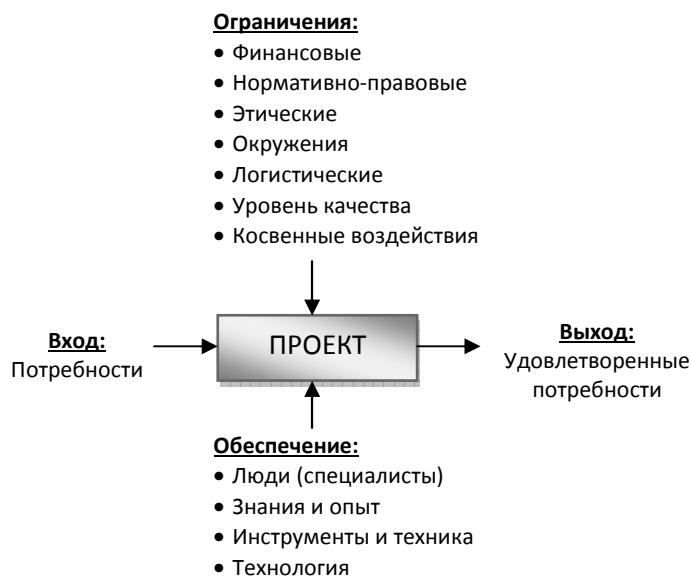 Ограничения:
• Финансовые
• Нормативно-правовые
• Этические
• Окружения
• Логистические
• Уровень качества
• Косвенные воздействия
Вход:
Потребности
ПРОЕКТ
Выход:
Удовлетворенные
потребности
Обеспечение:
• Люди (специалисты)
• Знания и опыт
• Инструменты и техника
• Технология